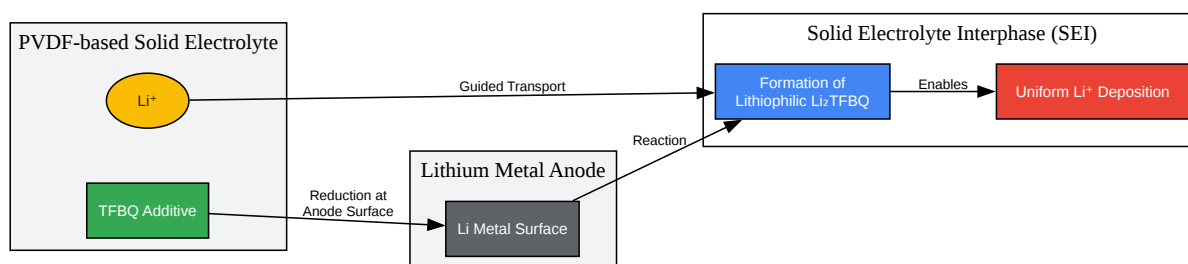 PVDF-based Solid Electrolyte
Li⁺
TFBQ Additive
Guided Transport
Reduction at
Anode Surface
Lithium Metal Anode
Li Metal Surface
Reaction
Solid Electrolyte Interphase (SEI)
Formation of
Lithiophilic Li₂TFBQ
Enables
Uniform Li⁺ Deposition